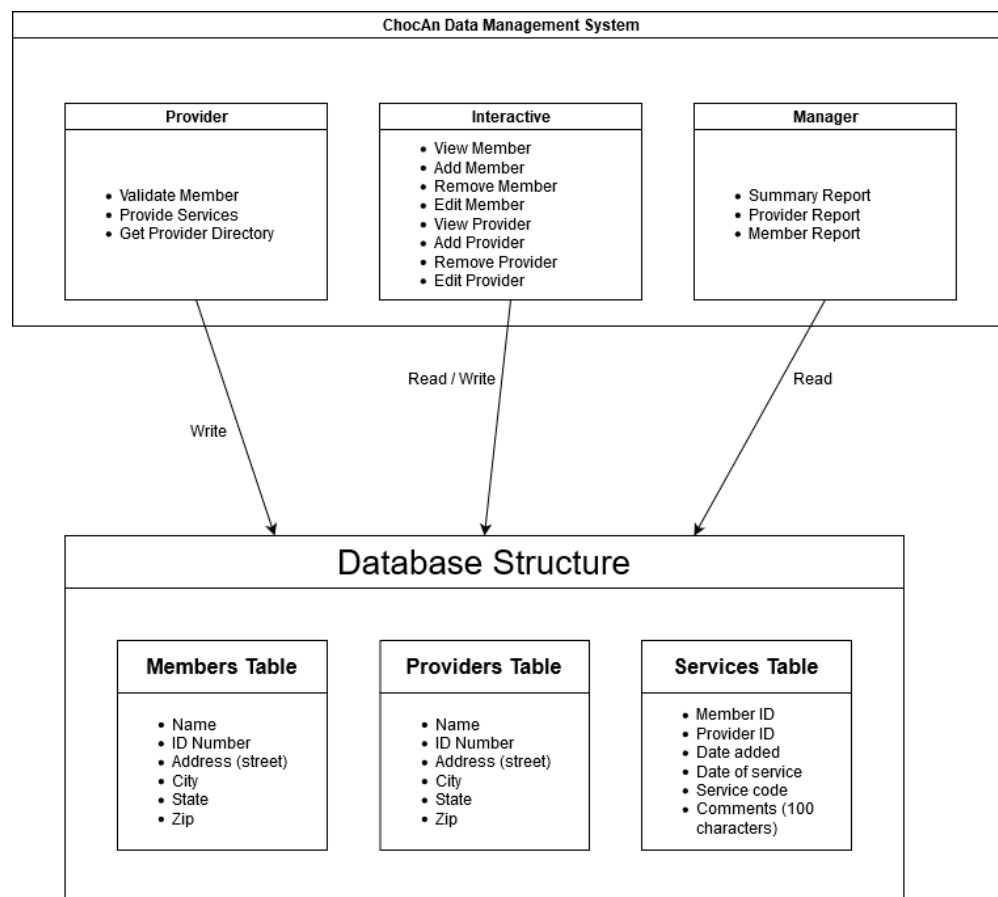 ChocAn Data Management System
Provider
• Validate Member
• Provide Services
• Get Provider Directory
Interactive
• View Member
• Add Member
• Remove Member
• Edit Member
• View Provider
• Add Provider
• Remove Provider
• Edit Provider
Manager
• Summary Report
• Provider Report
• Member Report
Write
Read / Write
Read
Database Structure
Members Table
• Name
• ID Number
• Address (street)
• City
• State
• Zip
Providers Table
• Name
• ID Number
• Address (street)
• City
• State
• Zip
Services Table
• Member ID
• Provider ID
• Date added
• Date of service
• Service code
• Comments (100
characters)